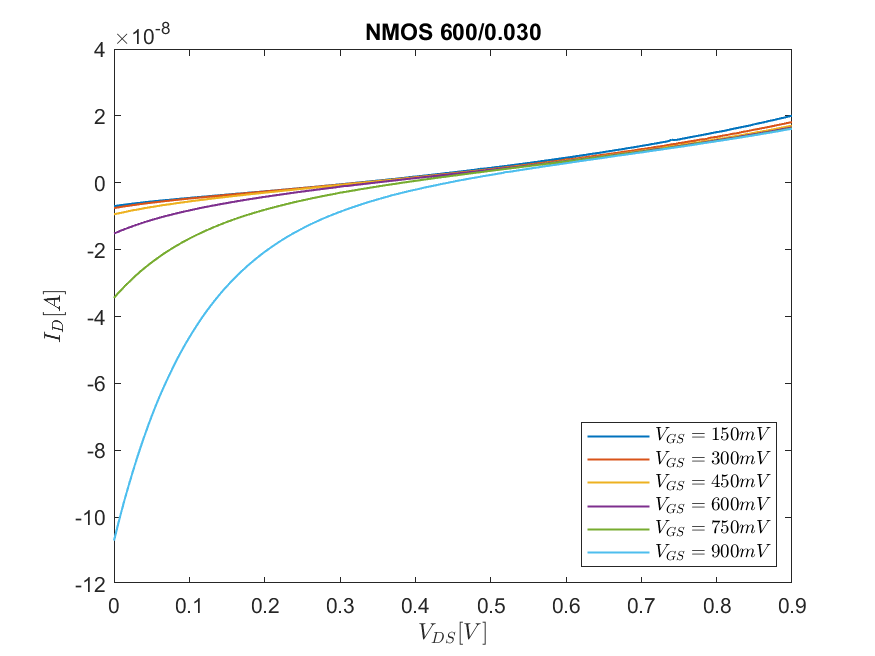 NMOS 600/0.030
×10-8
4
2
0
-2
-4
-6
-8
-10
-12
I_D[A]
0 0.1 0.2 0.3 0.4 0.5 0.6 0.7 0.8 0.9
V_DS[V]
V_GS = 150mV
V_GS = 300mV
V_GS = 450mV
V_GS = 600mV
V_GS = 750mV
V_GS = 900mV